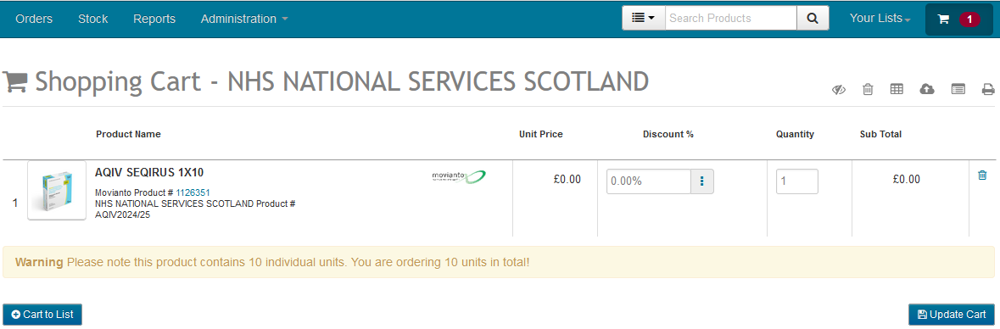 Orders Stock Reports Administration Search Products Your Lists 1
Shopping Cart - NHS NATIONAL SERVICES SCOTLAND
Product Name Unit Price Discount % Quantity Sub Total
1
AQIV SEQIRUS 1X10
Movianto Product # 1126351
NHS NATIONAL SERVICES SCOTLAND Product #
AQIV2024/25
movianto
£0.00 0.00% 1 £0.00
Warning Please note this product contains 10 individual units. You are ordering 10 units in total!
Cart to List Update Cart